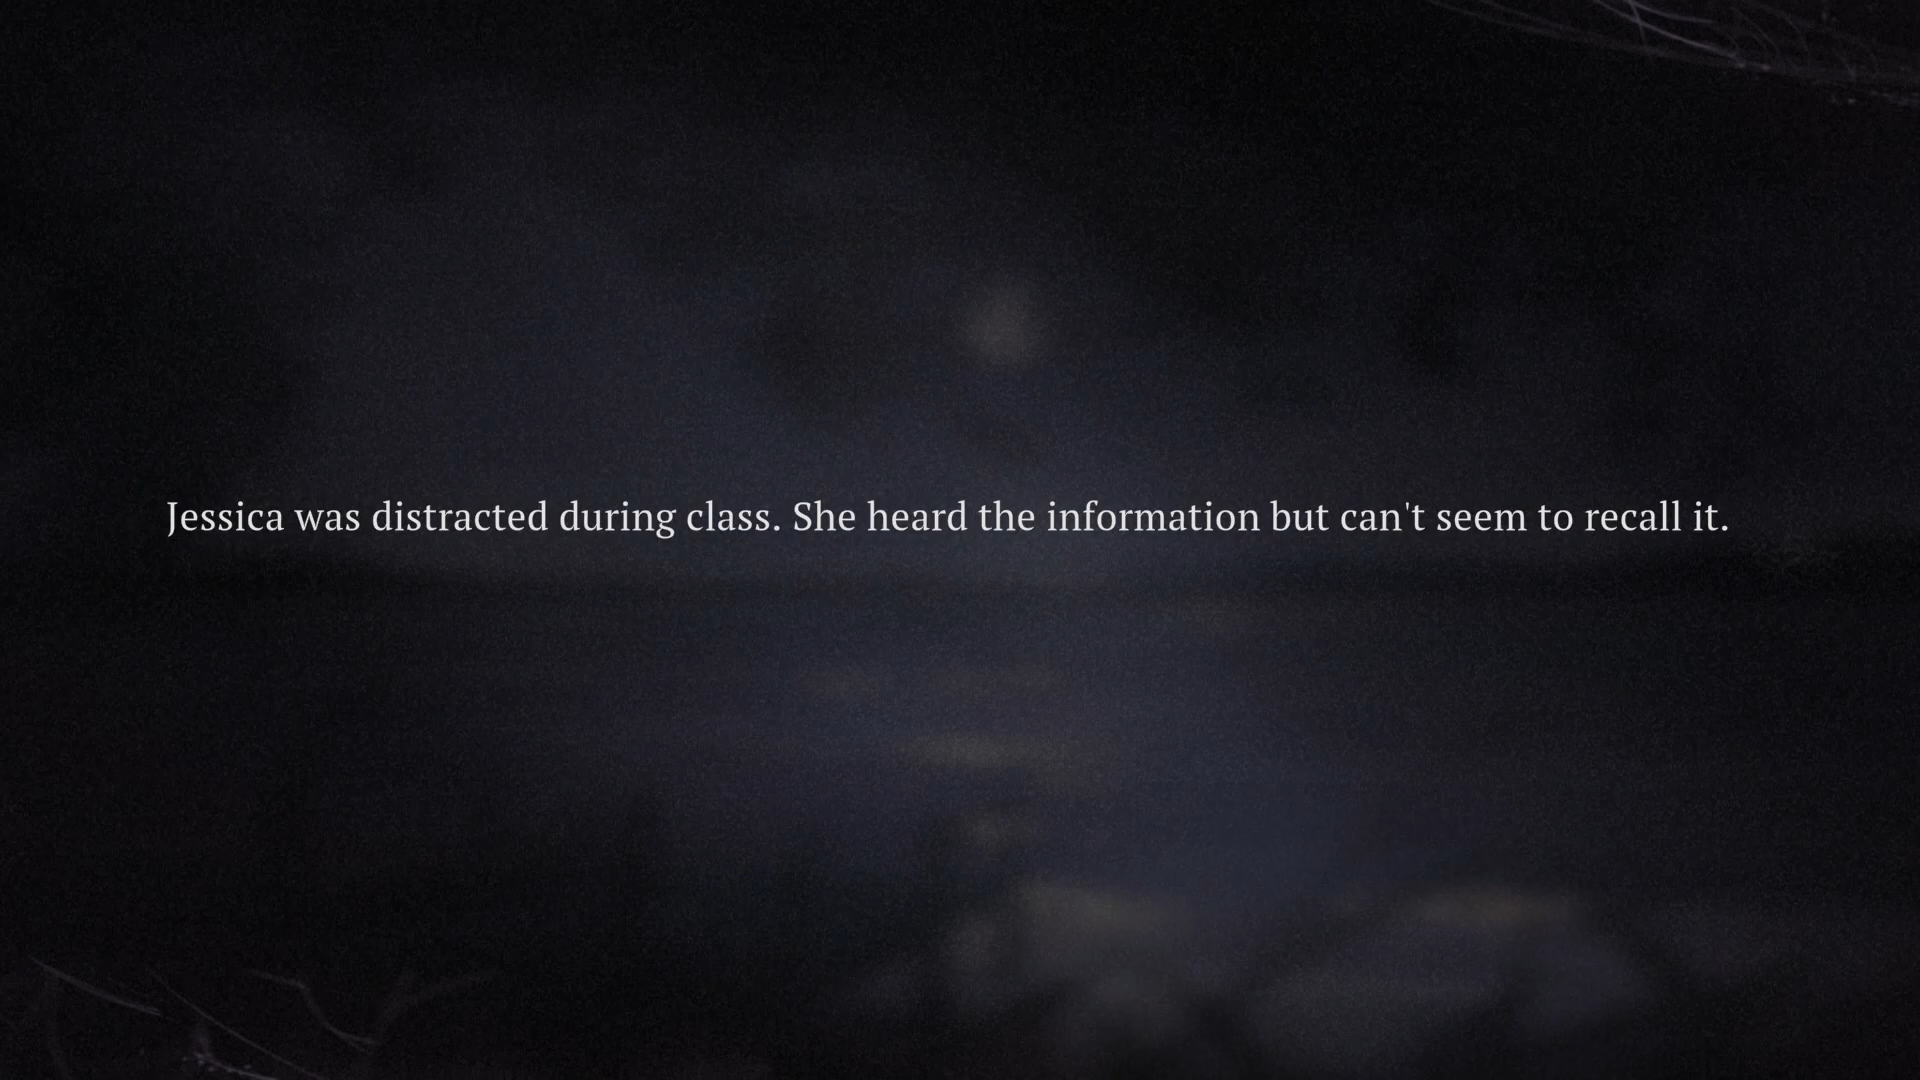 Jessica was distracted during class. She heard the information but can't seem to recall it.